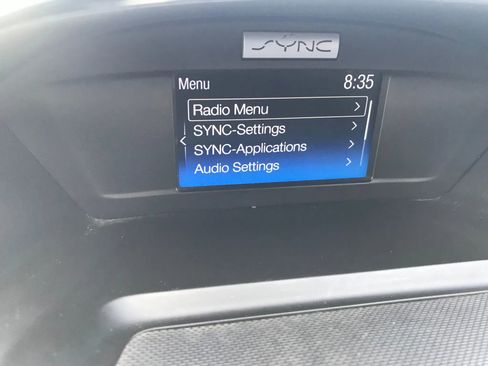 SYNC
Menu 8:35
Radio Menu
SYNC-Settings
SYNC-Applications
Audio Settings